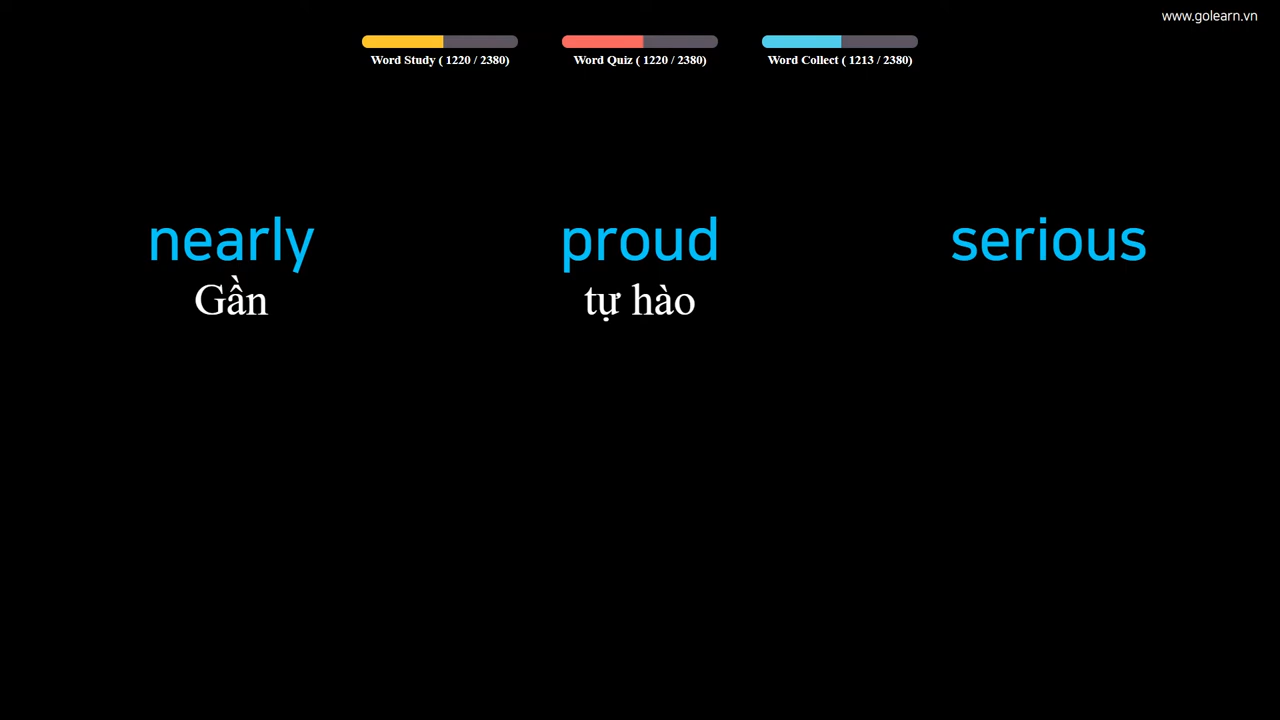 www.golearn.vn
Word Study ( 1220 / 2380)
Word Quiz ( 1220 / 2380)
Word Collect ( 1213 / 2380)
nearly
Gần
proud
tự hào
serious